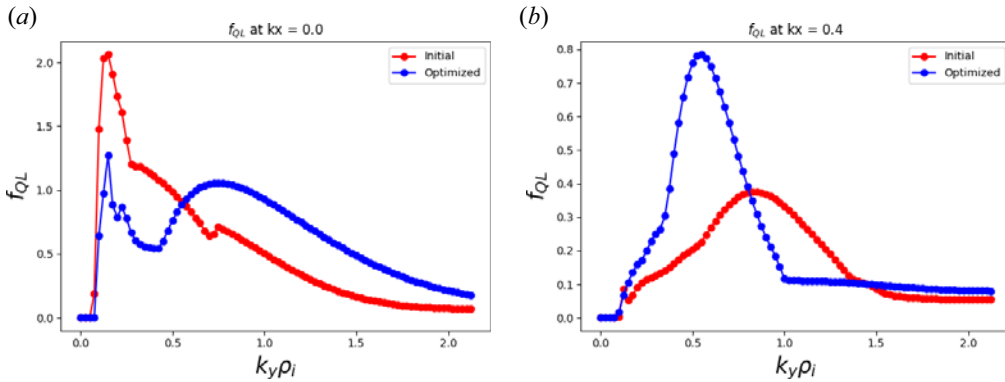 (a)
f_QL at kx = 0.0
f_QL
2.0
1.5
1.0
0.5
0.0
Initial
Optimized
0.0 0.5 1.0 1.5 2.0
k_yρ_i
(b)
f_QL at kx = 0.4
f_QL
0.8
0.7
0.6
0.5
0.4
0.3
0.2
0.1
0.0
Initial
Optimized
0.0 0.5 1.0 1.5 2.0
k_yρ_i